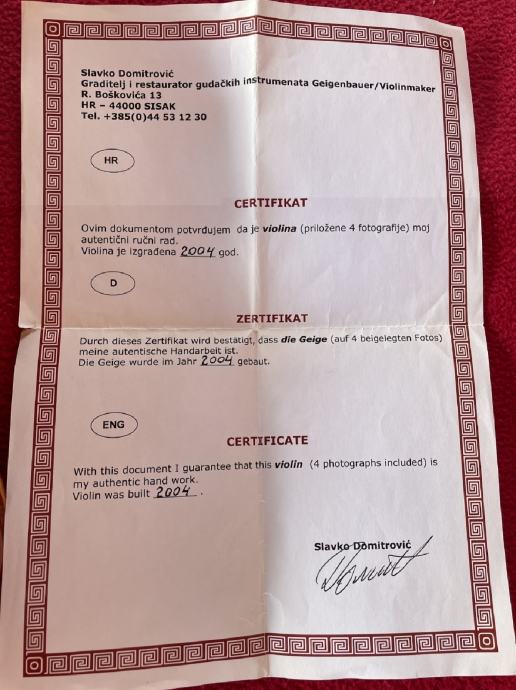 Slavko Domitrović
Graditelj i restaurator gudačkih instrumenata Geigenbauer/Violinmaker
R. Boškovića 13
HR – 44000 SISAK
Tel. +385(0)44 53 12 30
HR
CERTIFIKAT
Ovim dokumentom potvrđujem da je violina (priložene 4 fotografije) moj
autentični ručni rad.
Violina je izgrađena 2004 god.
D
ZERTIFIKAT
Durch dieses Zertifikat wird bestätigt, dass die Geige (auf 4 beigelegten Fotos)
meine autentische Handarbeit ist.
Die Geige wurde im Jahr 2004 gebaut.
ENG
CERTIFICATE
With this document I guarantee that this violin (4 photographs included) is
my authentic hand work.
Violin was built 2004 .
Slavko Domitrović